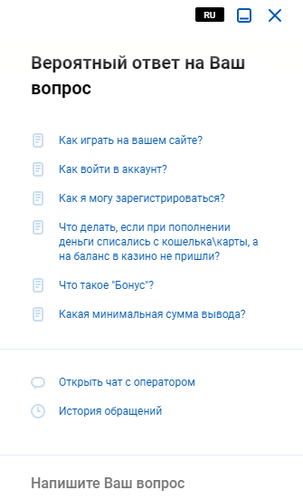 RU
Вероятный ответ на Ваш
вопрос
Как играть на вашем сайте?
Как войти в аккаунт?
Как я могу зарегистрироваться?
Что делать, если при пополнении
деньги списались с кошелька\карты, а
на баланс в казино не пришли?
Что такое "Бонус"?
Какая минимальная сумма вывода?
Открыть чат с оператором
История обращений
Напишите Ваш вопрос